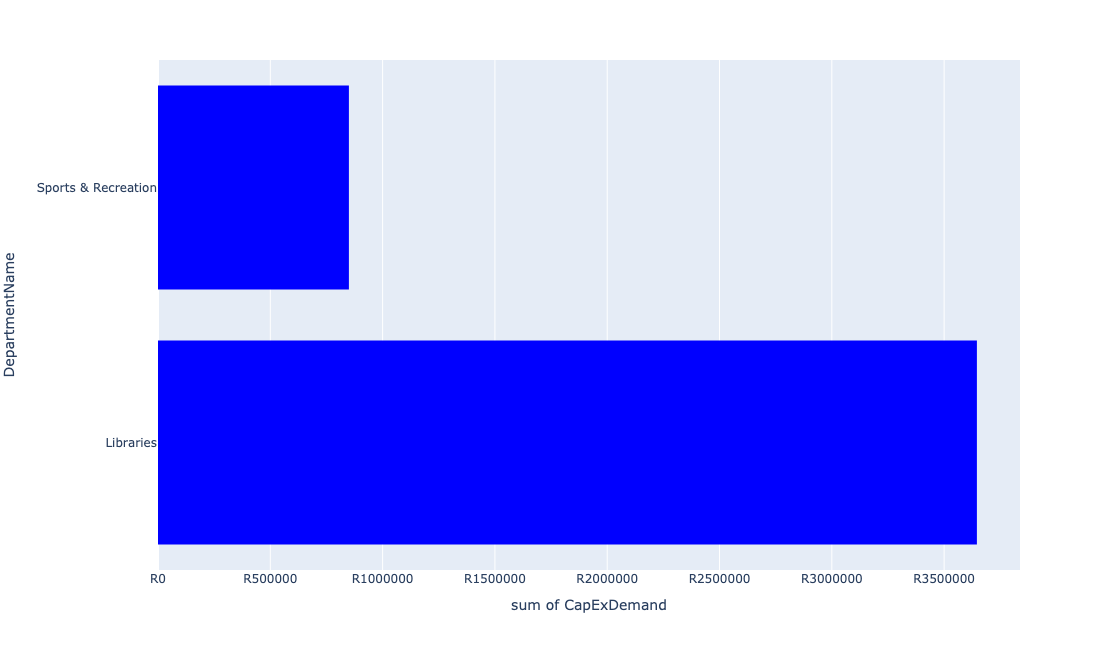 DepartmentName
Sports & Recreation
Libraries
R0 R500000 R1000000 R1500000 R2000000 R2500000 R3000000 R3500000
sum of CapExDemand